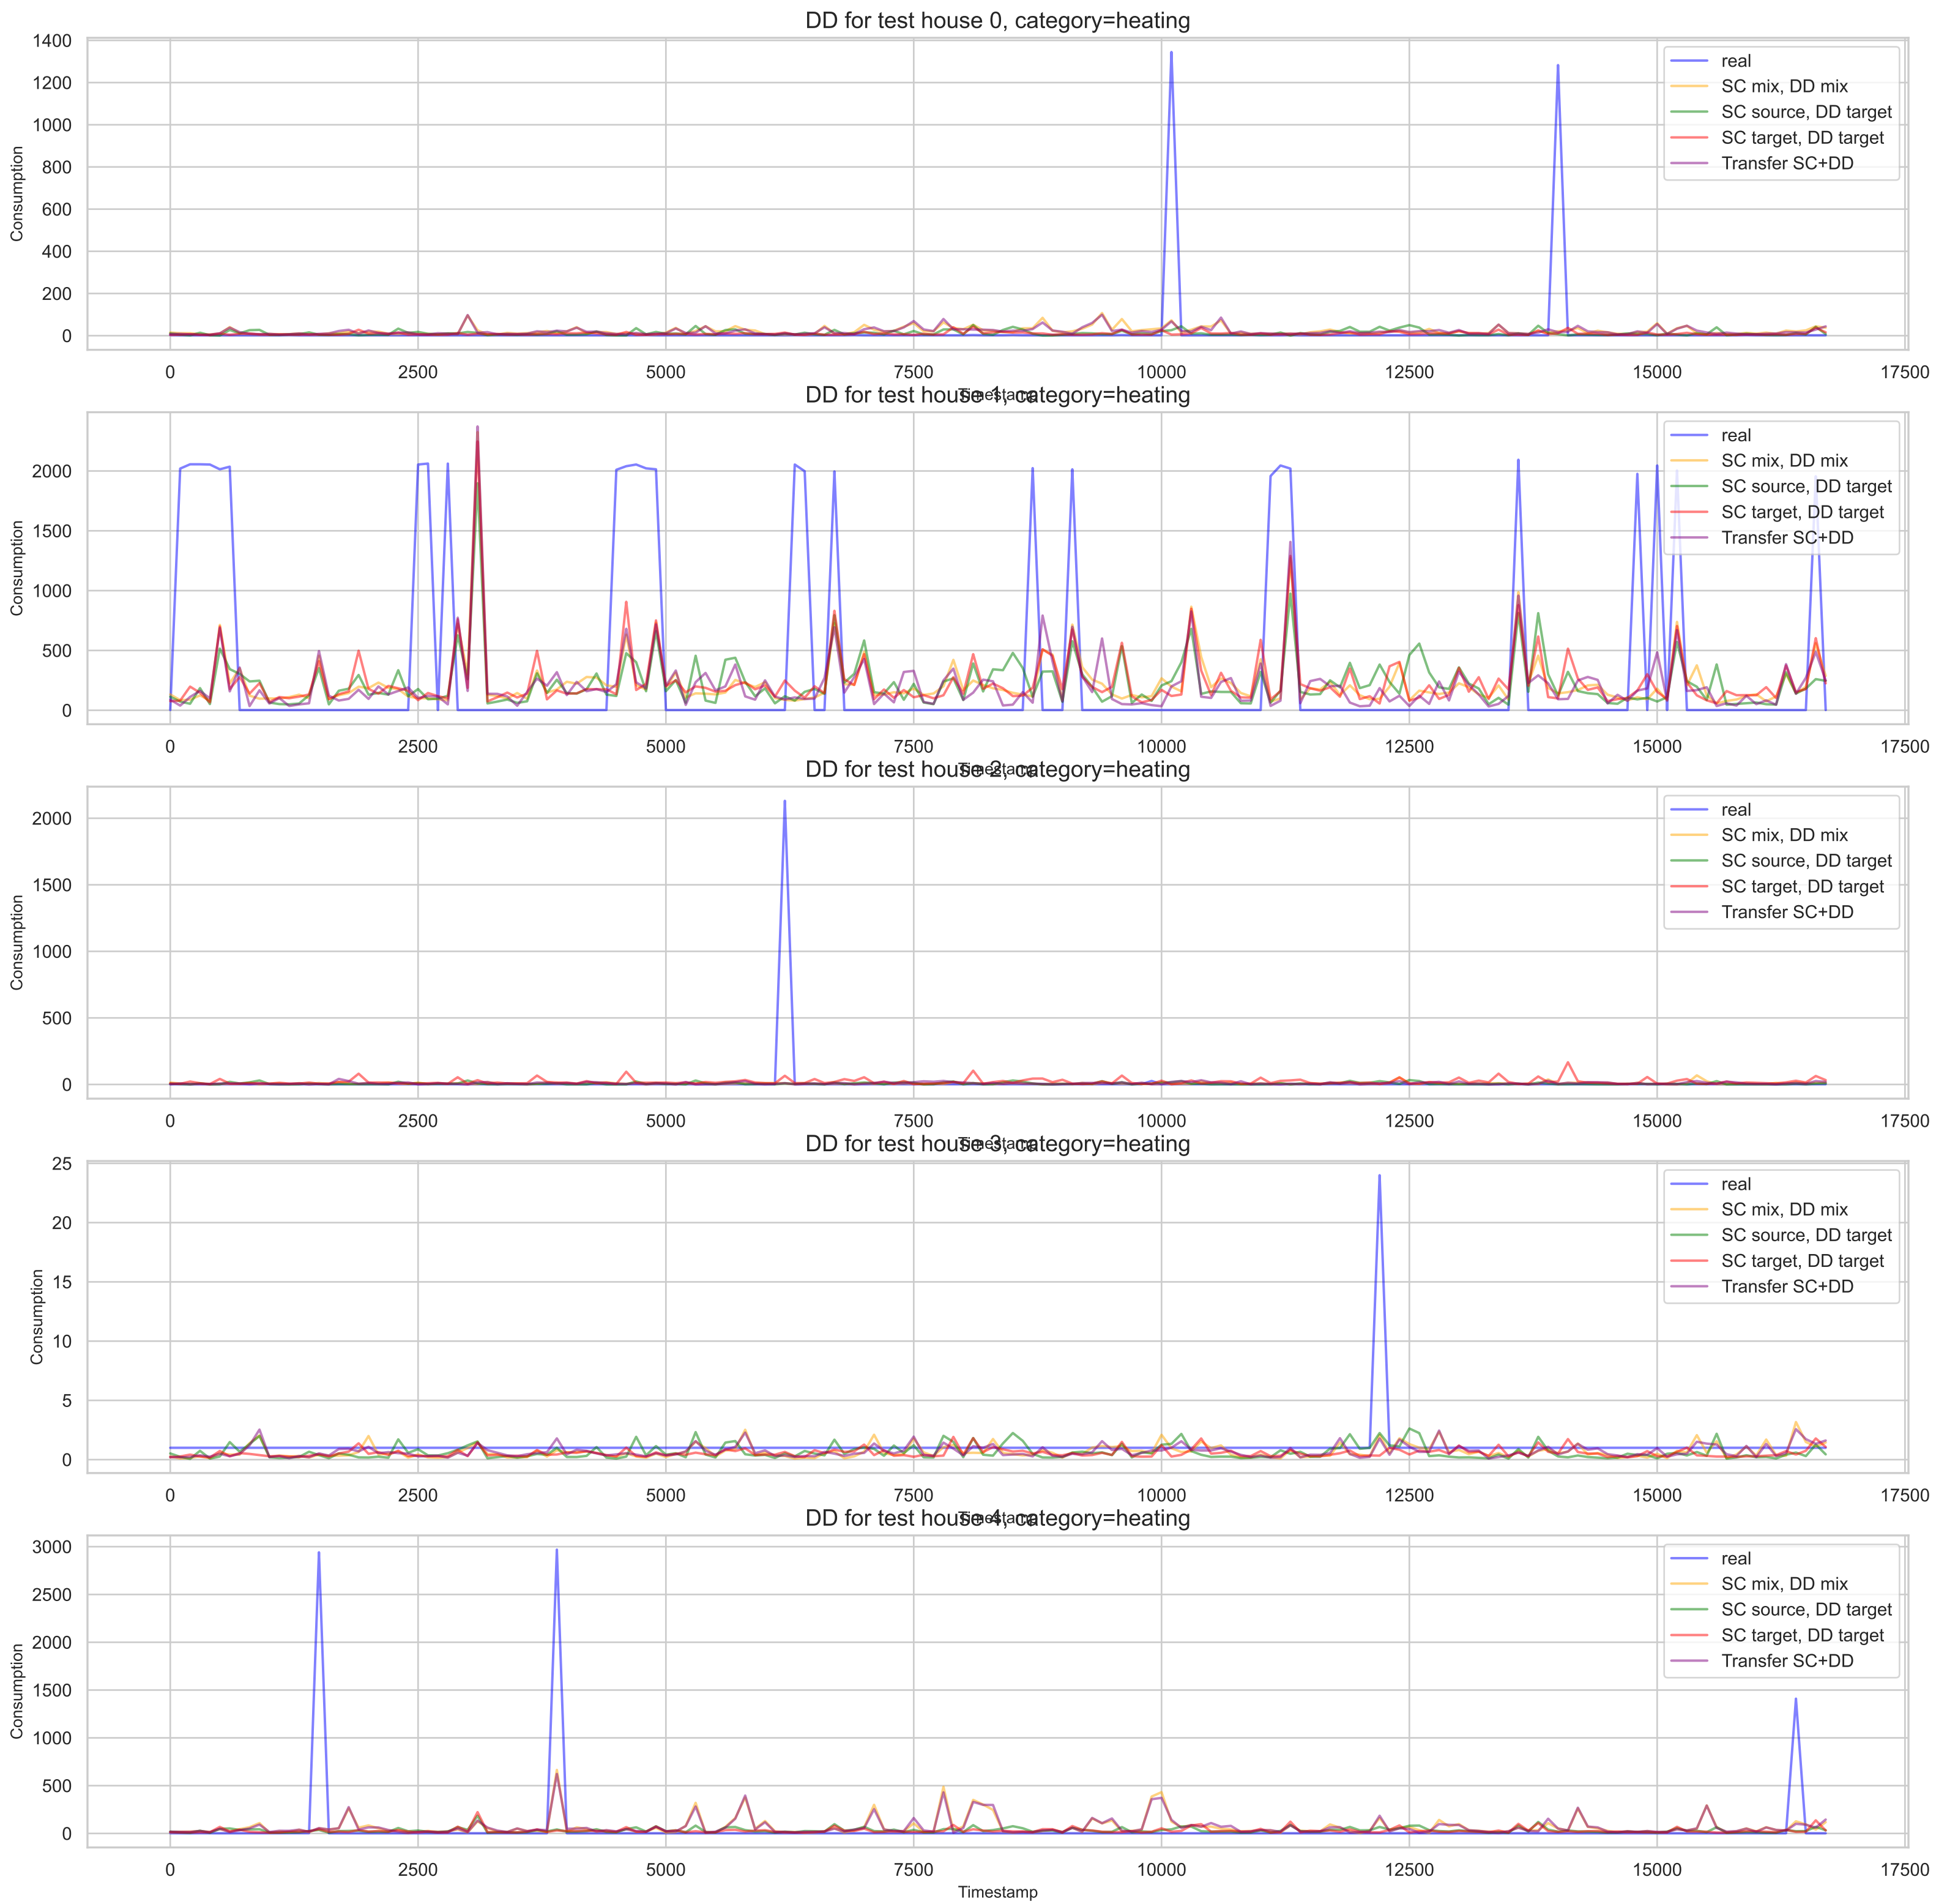 DD for test house 0, category=heating
1400
1200
1000
800
600
400
200
0
Consumption
real
SC mix, DD mix
SC source, DD target
SC target, DD target
Transfer SC+DD
0 2500 5000 7500 10000 12500 15000 17500
Timestamp
DD for test house 1, category=heating
2000
1500
1000
500
0
Consumption
real
SC mix, DD mix
SC source, DD target
SC target, DD target
Transfer SC+DD
0 2500 5000 7500 10000 12500 15000 17500
Timestamp
DD for test house 2, category=heating
2000
1500
1000
500
0
Consumption
real
SC mix, DD mix
SC source, DD target
SC target, DD target
Transfer SC+DD
0 2500 5000 7500 10000 12500 15000 17500
Timestamp
DD for test house 3, category=heating
25
20
15
10
5
0
Consumption
real
SC mix, DD mix
SC source, DD target
SC target, DD target
Transfer SC+DD
0 2500 5000 7500 10000 12500 15000 17500
Timestamp
DD for test house 4, category=heating
3000
2500
2000
1500
1000
500
0
Consumption
real
SC mix, DD mix
SC source, DD target
SC target, DD target
Transfer SC+DD
0 2500 5000 7500 10000 12500 15000 17500
Timestamp